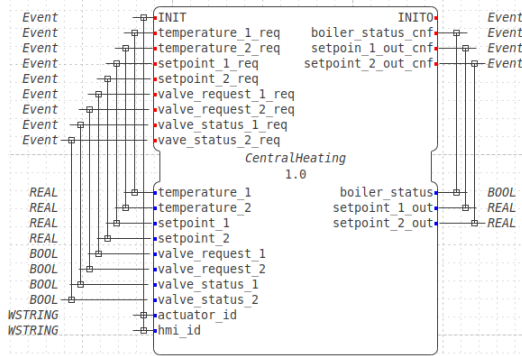 Event INIT INITO Event
Event temperature_1_req boiler_status_cnf Event
Event temperature_2_req setpoin_1_out_cnf Event
Event setpoint_1_req setpoint_2_out_cnf Event
Event setpoint_2_req
Event valve_request_1_req
Event valve_request_2_req
Event valve_status_1_req
Event vave_status_2_req
CentralHeating
1.0
REAL temperature_1 boiler_status BOOL
REAL temperature_2 setpoint_1_out REAL
REAL setpoint_1 setpoint_2_out REAL
REAL setpoint_2
BOOL valve_request_1
BOOL valve_request_2
BOOL valve_status_1
BOOL valve_status_2
WSTRING actuator_id
WSTRING hmi_id